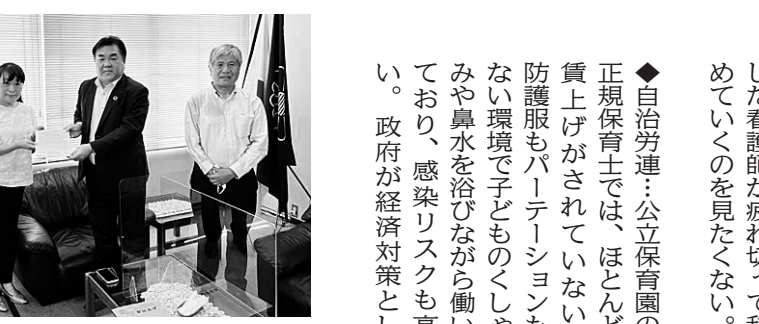 した看護師が疲れ切って辞
めていくのを見たくない。
◆自治労連…公立保育園の
正規保育士では、ほとんど
賃上げがされていない
防護服もパーテーションも
ない環境で子どものくしゃ
みや鼻水を浴びながら働い
ており、感染リスクも高
い。政府が経済対策とし